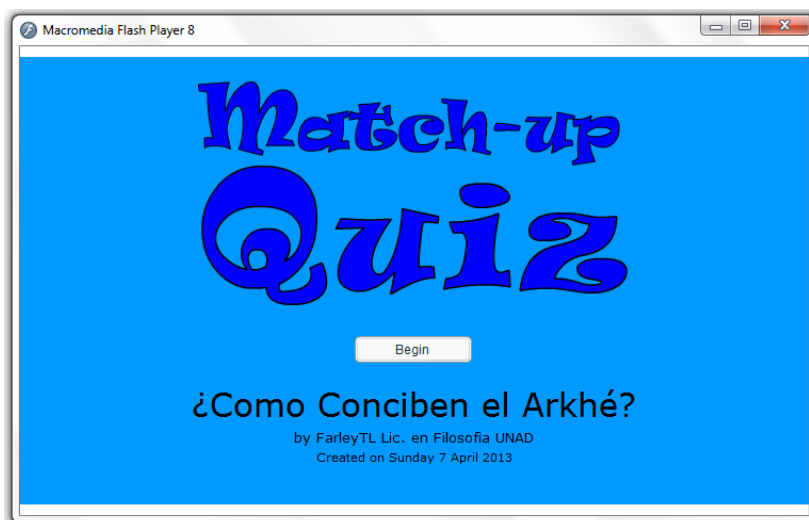 Macromedia Flash Player 8
Match-up
Quiz
Begin
¿Como Conciben el Arkhé?
by FarleyTL Lic. en Filosofia UNAD
Created on Sunday 7 April 2013